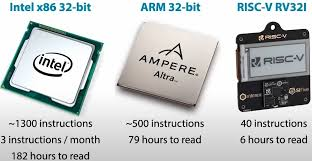 Intel x86 32-bit
ARM 32-bit
RISC-V RV32I
intel
AMPERE
Altra
RISC-V
~1300 instructions
3 instructions / month
182 hours to read
~500 instructions
79 hours to read
40 instructions
6 hours to read